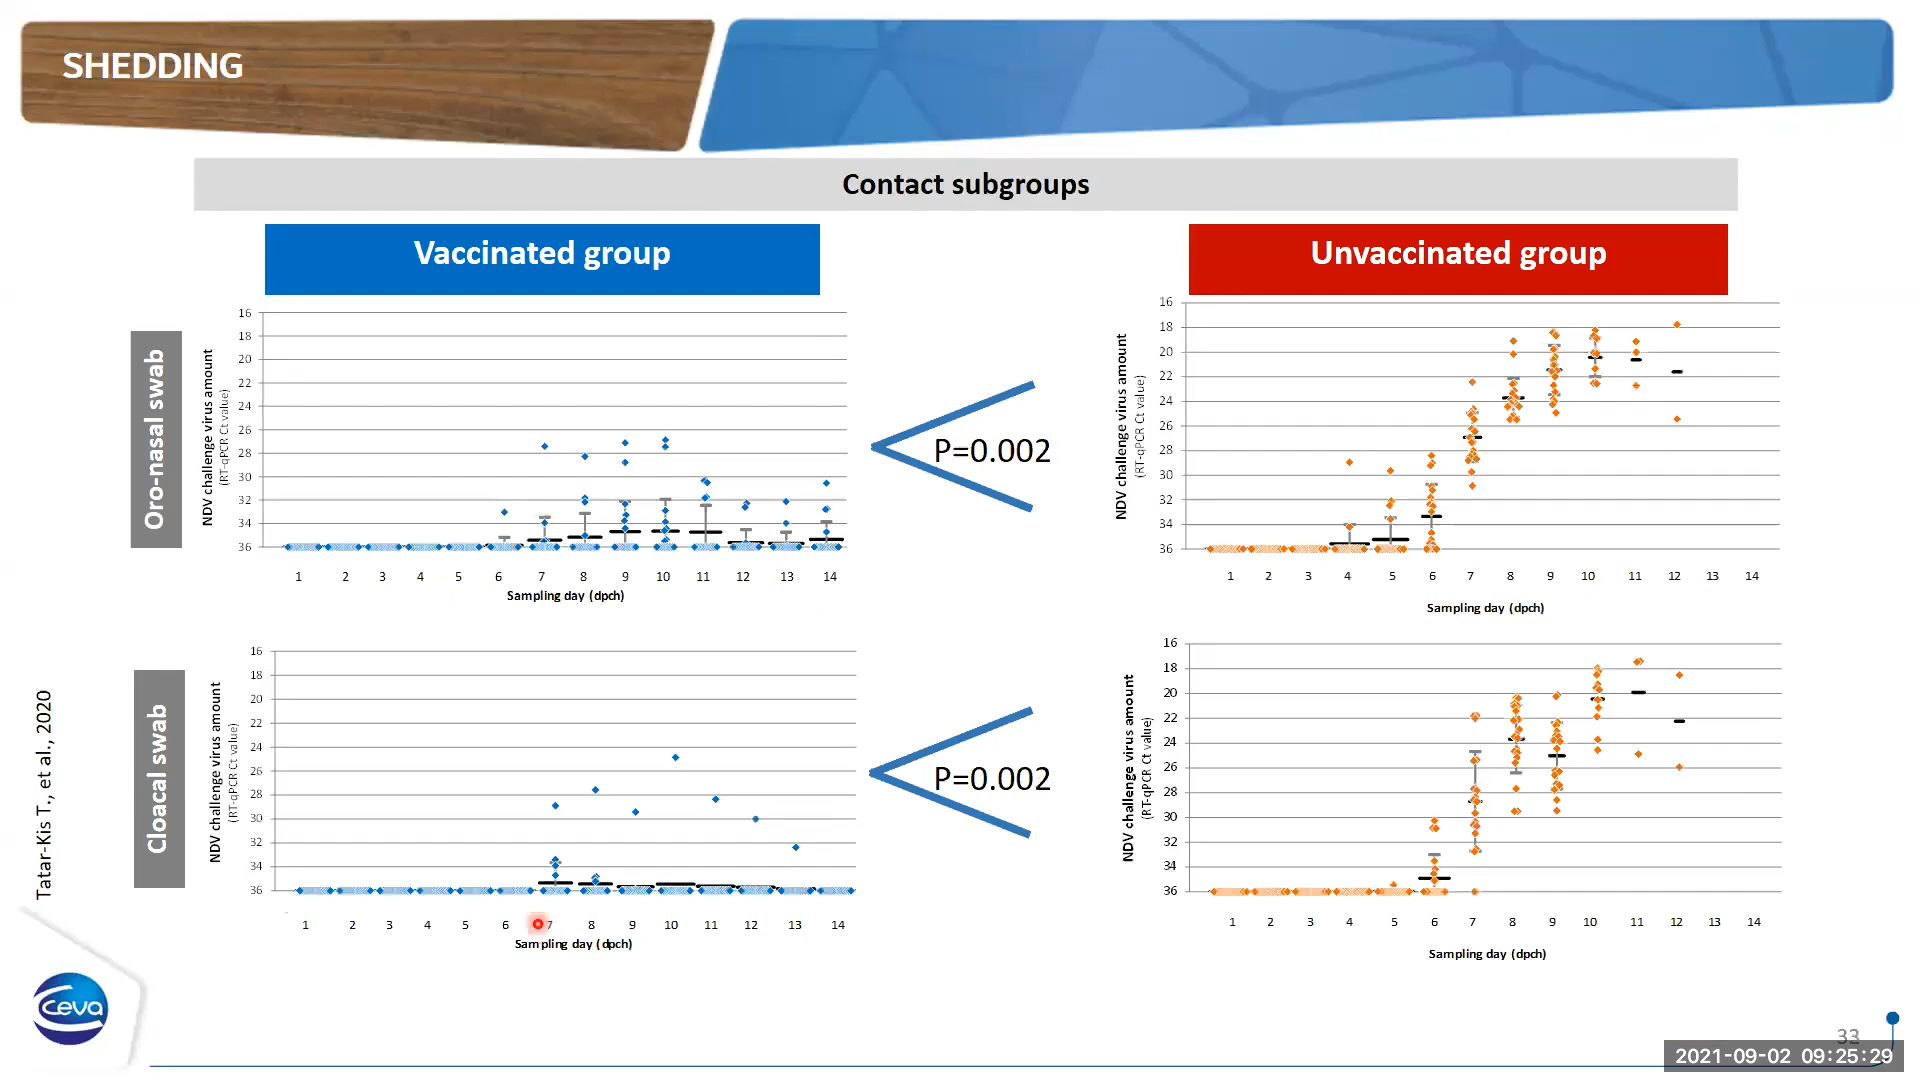 SHEDDING
Contact subgroups
Vaccinated group
Unvaccinated group
Oro-nasal swab
NDV challenge virus amount
(RT-qPCR Ct value)
16
18
20
22
24
26
28
30
32
34
36
1 2 3 4 5 6 7 8 9 10 11 12 13 14
Sampling day (dpch)
P=0.002
NDV challenge virus amount
(RT-qPCR Ct value)
16
18
20
22
24
26
28
30
32
34
36
1 2 3 4 5 6 7 8 9 10 11 12 13 14
Sampling day (dpch)
Tatar-Kis T., et al., 2020
Cloacal swab
NDV challenge virus amount
(RT-qPCR Ct value)
16
18
20
22
24
26
28
30
32
34
36
1 2 3 4 5 6 7 8 9 10 11 12 13 14
Sampling day (dpch)
P=0.002
NDV challenge virus amount
(RT-qPCR Ct value)
16
18
20
22
24
26
28
30
32
34
36
1 2 3 4 5 6 7 8 9 10 11 12 13 14
Sampling day (dpch)
Ceva
33
2021-09-02 09:25:29